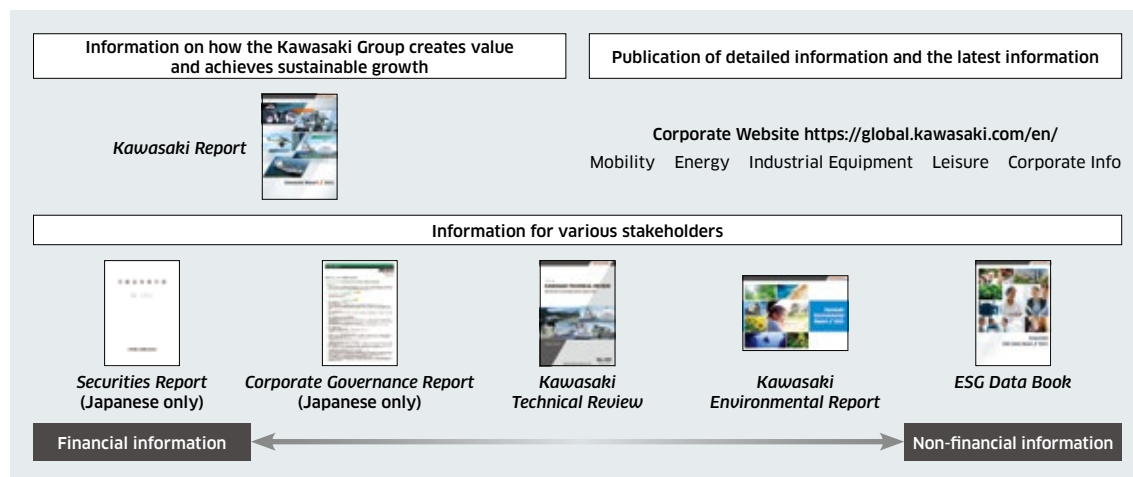 Information on how the Kawasaki Group creates value
and achieves sustainable growth
Publication of detailed information and the latest information
Kawasaki Report
Corporate Website https://global.kawasaki.com/en/
Mobility Energy Industrial Equipment Leisure Corporate Info
Information for various stakeholders
KAWASAKI TECHNICAL REVIEW
Securities Report
(Japanese only)
Corporate Governance Report
(Japanese only)
Kawasaki
Technical Review
Kawasaki
Environmental Report
ESG Data Book
Financial information
Non-financial information